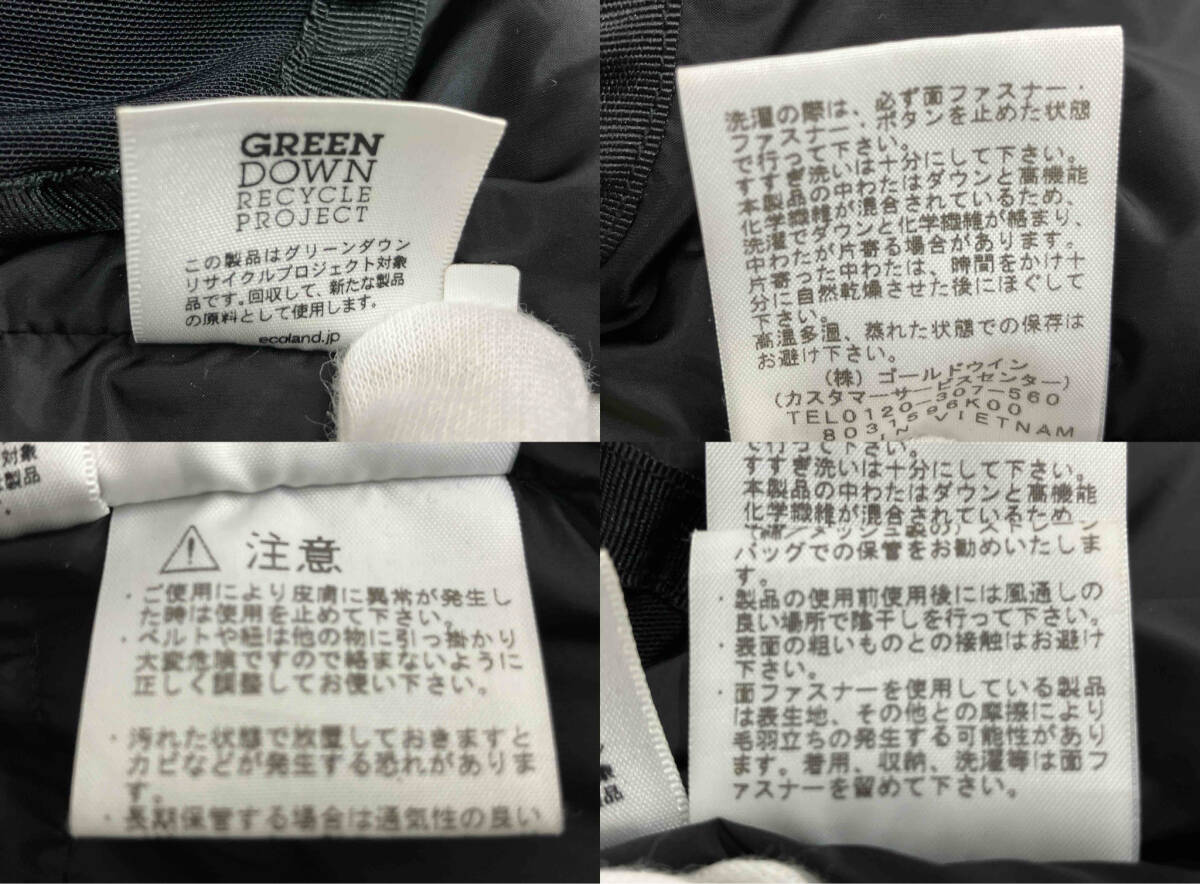 GREEN
DOWN
RECYCLE
PROJECT
この製品はグリーンダウン
リサイクルプロジェクト対象
品です。回収して、新たな製品
の原料として使用します。
ecoland.jp
洗濯の際は、必ず面ファスナー・
ファスナー・ボタンを止めた状態
で行って下さい。
すすぎ洗いは十分にして下さい。
本製品の中わたはダウンと高機能
化学繊維が混合されているため、
洗濯でダウンと化学繊維が絡まり、
中わたが片寄る場合があります。
片寄った中わたは、時間をかけ十
分に自然乾燥させた後にほぐして
下さい。
高温多湿、蒸れた状態での保存は
お避け下さい。
(株) ゴールドウイン
(カスタマーサービスセンター)
TEL0120-307-560
VIETNAM
対象
製品
注意
・ご使用により皮膚に異常が発生し
た時は使用を止めて下さい。
・ベルトや紐は他の物に引っ掛かり
大変危険ですので絡まないように
正しく調整してお使い下さい。
・汚れた状態で放置しておきますと
カビなどが発生する恐れがありま
す。
・長期保管する場合は通気性の良い
で行って下さい。
すすぎ洗いは十分にして下さい。
本製品の中わたはダウンと高機能
化学繊維が混合されているため
バッグでの保管をお勧めいたしま
す。
・製品の使用前使用後には風通しの
良い場所で陰干しを行って下さい。
・表面の粗いものとの接触はお避け
下さい。
・面ファスナーを使用している製品
は表生地、その他との摩擦により
毛羽立ちの発生する可能性があり
ます。着用、収納、洗濯等は面フ
ァスナーを留めて下さい。